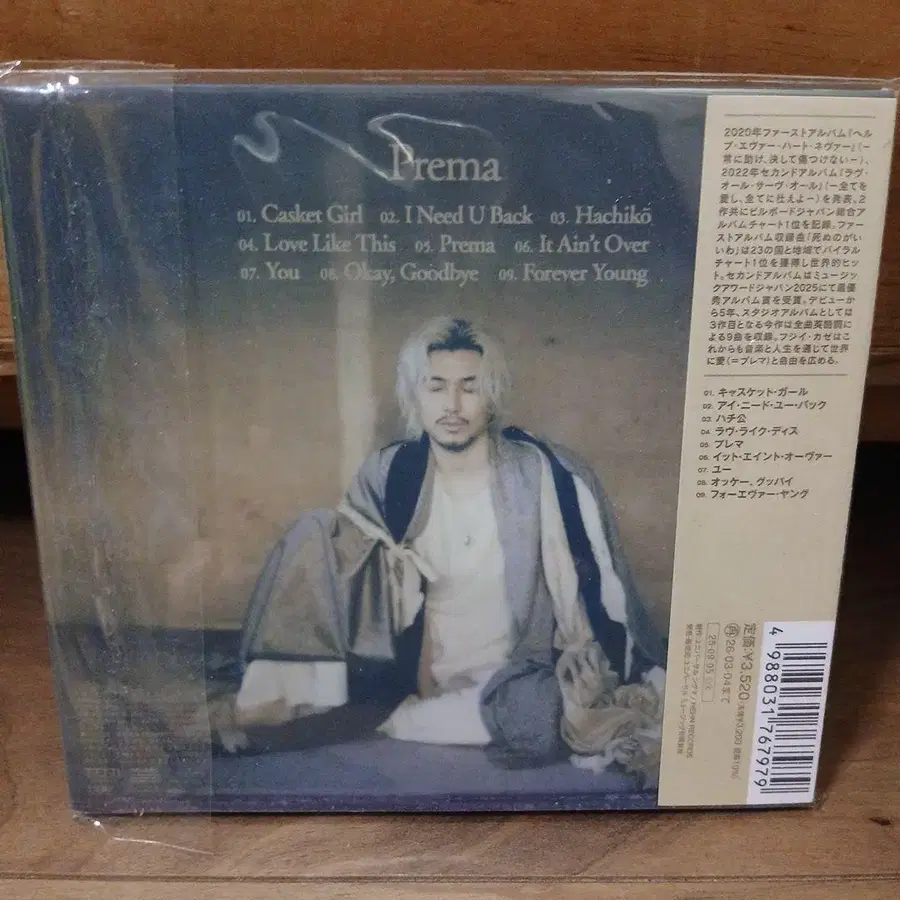 Prema
01. Casket Girl 02. I Need U Back 03. Hachikō
04. Love Like This 05. Prema 06. It Ain't Over
07. You 08. Okay, Goodbye 09. Forever Young
2020年ファーストアルバム『ヘル
プ・エヴァー・ハート・ネヴァー』(ー
常に助け、決して傷つけないー)、
2022年セカンドアルバム『ラヴ・
オール・サーヴ・オール』(ー全てを
愛し、全てに仕えよー)を発表、2
作共にビルボードジャパン総合ア
ルバムチャート1位を記録。ファー
ストアルバム収録曲「死ぬのがい
いわ」は23の国と地域でバイラル
チャート1位を獲得し世界的ヒッ
ト。セカンドアルバムはミュージッ
クアワードジャパン2025にて最優
秀アルバム賞を受賞。デビューか
ら5年、スタジオアルバムとしては
3作目となる今作は全曲英語詞に
よる9曲を収録。フジイ・カゼはこ
れからも音楽と人生を通じて世界
に愛(=プレマ)と自由を広める。
01. キャスケット・ガール
02. アイ・ニード・ユー・バック
03. ハチ公
04. ラヴ・ライク・ディス
05. プレマ
06. イット・エイント・オーヴァー
07. ユー
08. オッケー、グッバイ
09. フォーエヴァー・ヤング
定価:¥3,520(本体¥3,200)
26・03・04まで
25・09・05
4 988031 767979